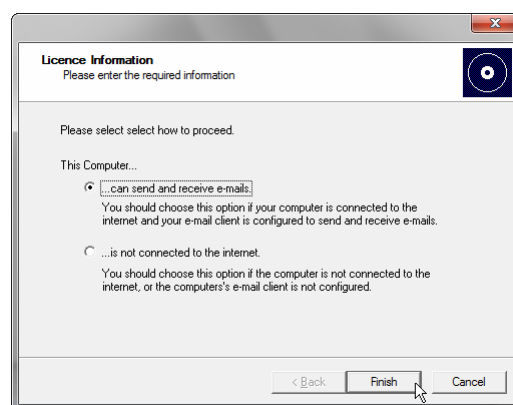 Licence Information
Please enter the required information
Please select select how to proceed.
This Computer...
...can send and receive e-mails.
You should choose this option if your computer is connected to the
internet and your e-mail client is configured to send and receive e-mails.
...is not connected to the internet.
You should choose this option if the computer is not connected to the
internet, or the computers's e-mail client is not configured.
< Back Finish Cancel